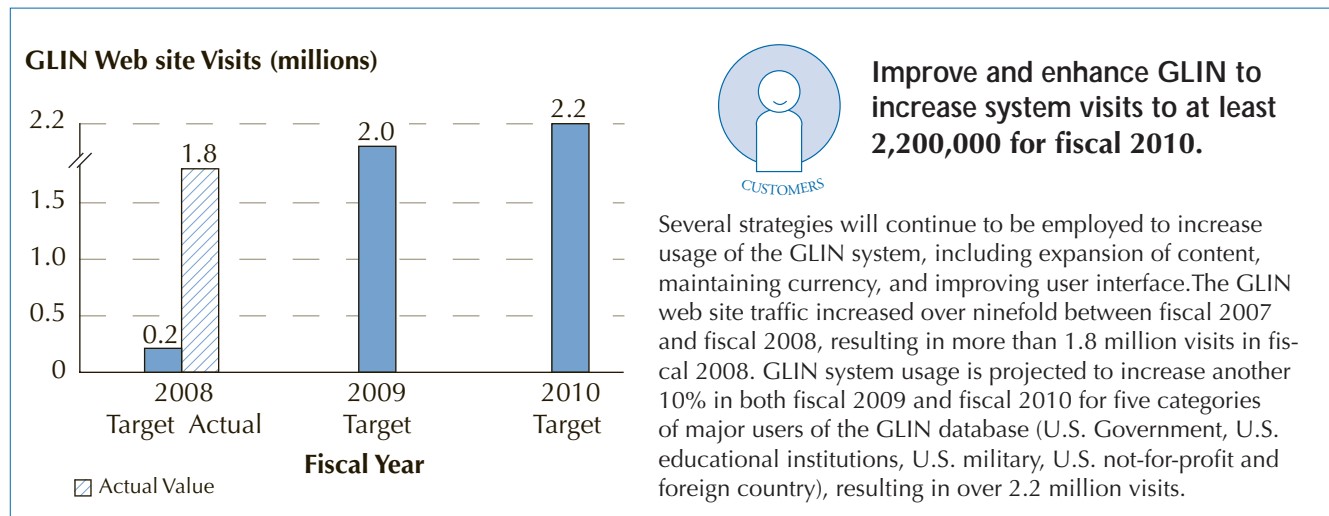 GLIN Web site Visits (millions)
2.2
1.5
1.0
0.5
0
0.2
1.8
2.0
2.2
2008
2009
2010
Target Actual
Target
Target
Fiscal Year
Actual Value
CUSTOMERS
Improve and enhance GLIN to
increase system visits to at least
2,200,000 for fiscal 2010.
Several strategies will continue to be employed to increase
usage of the GLIN system, including expansion of content,
maintaining currency, and improving user interface.The GLIN
web site traffic increased over ninefold between fiscal 2007
and fiscal 2008, resulting in more than 1.8 million visits in fis-
cal 2008. GLIN system usage is projected to increase another
10% in both fiscal 2009 and fiscal 2010 for five categories
of major users of the GLIN database (U.S. Government, U.S.
educational institutions, U.S. military, U.S. not-for-profit and
foreign country), resulting in over 2.2 million visits.